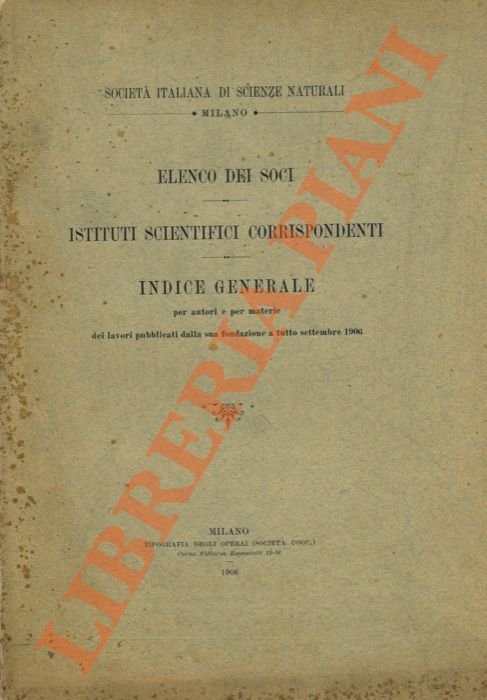 SOCIETÀ ITALIANA DI SCIENZE NATURALI
MILANO
ELENCO DEI SOCI
ISTITUTI SCIENTIFICI CORRISPONDENTI
INDICE GENERALE
per autori e per materie
dei lavori pubblicati dalla sua fondazione a tutto settembre 1906
MILANO
TIPOGRAFIA DEGLI OPERAI (SOCIETÀ COOP.)
Corso Vittorio Emanuele 12-16
1906
LIBRERIA PIANI